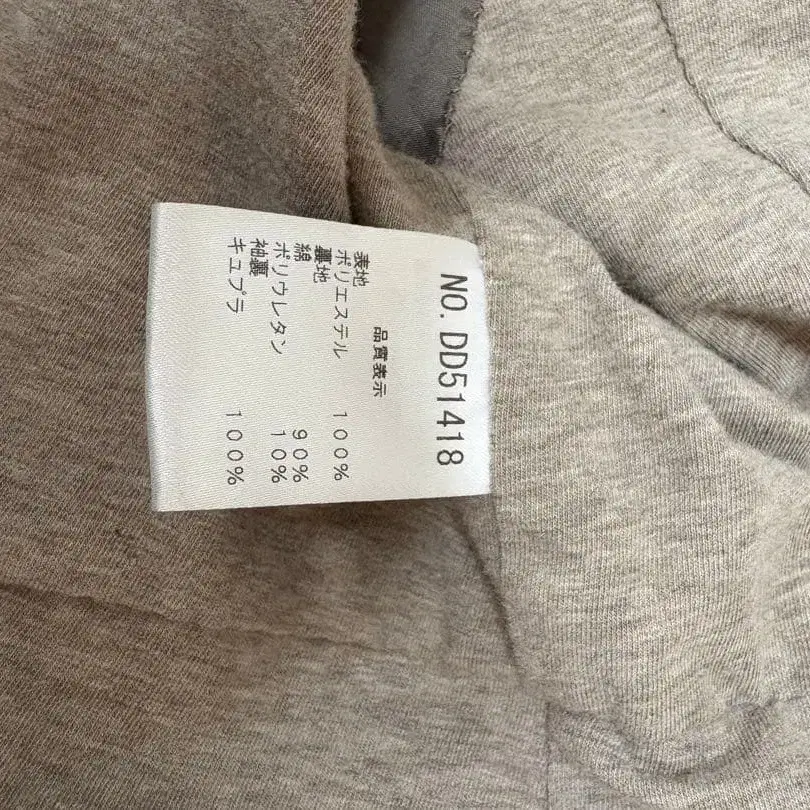 NO. DD51418
品質表示
表地
ポリエステル 100%
裏地
綿 90%
ポリウレタン 10%
袖裏
キュプラ 100%